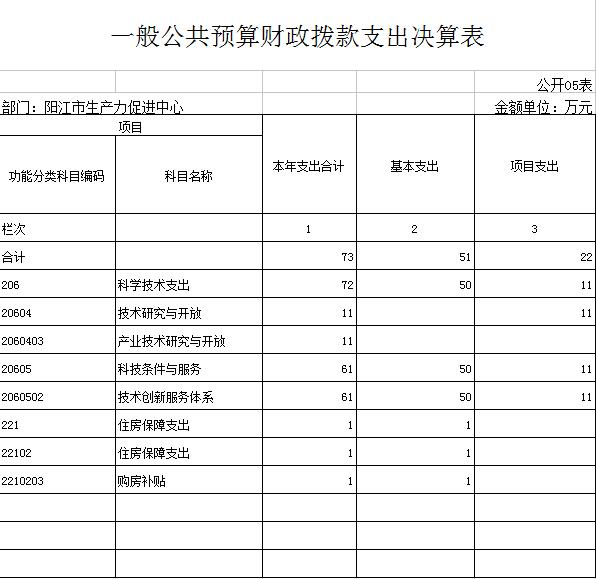 一般公共预算财政拨款支出决算表
公开05表
部门：阳江市生产力促进中心 金额单位：万元
项目 本年支出合计 基本支出 项目支出
功能分类科目编码 科目名称
栏次 1 2 3
合计 73 51 22
206 科学技术支出 72 50 11
20604 技术研究与开放 11 11
2060403 产业技术研究与开放 11
20605 科技条件与服务 61 50 11
2060502 技术创新服务体系 61 50 11
221 住房保障支出 1 1
22102 住房保障支出 1 1
2210203 购房补贴 1 1